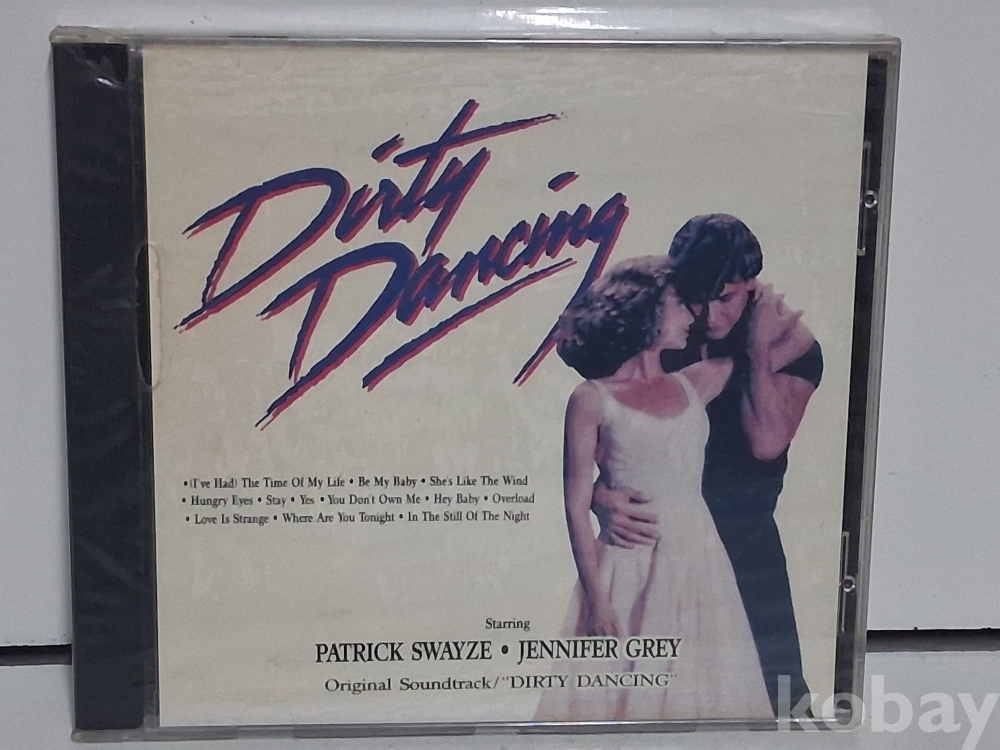 Dirty
Dancing
• (I've Had) The Time Of My Life • Be My Baby • She's Like The Wind
• Hungry Eyes • Stay • Yes • You Don't Own Me • Hey Baby • Overload
• Love Is Strange • Where Are You Tonight • In The Still Of The Night
Starring
PATRICK SWAYZE • JENNIFER GREY
Original Soundtrack/"DIRTY DANCING"
kobay